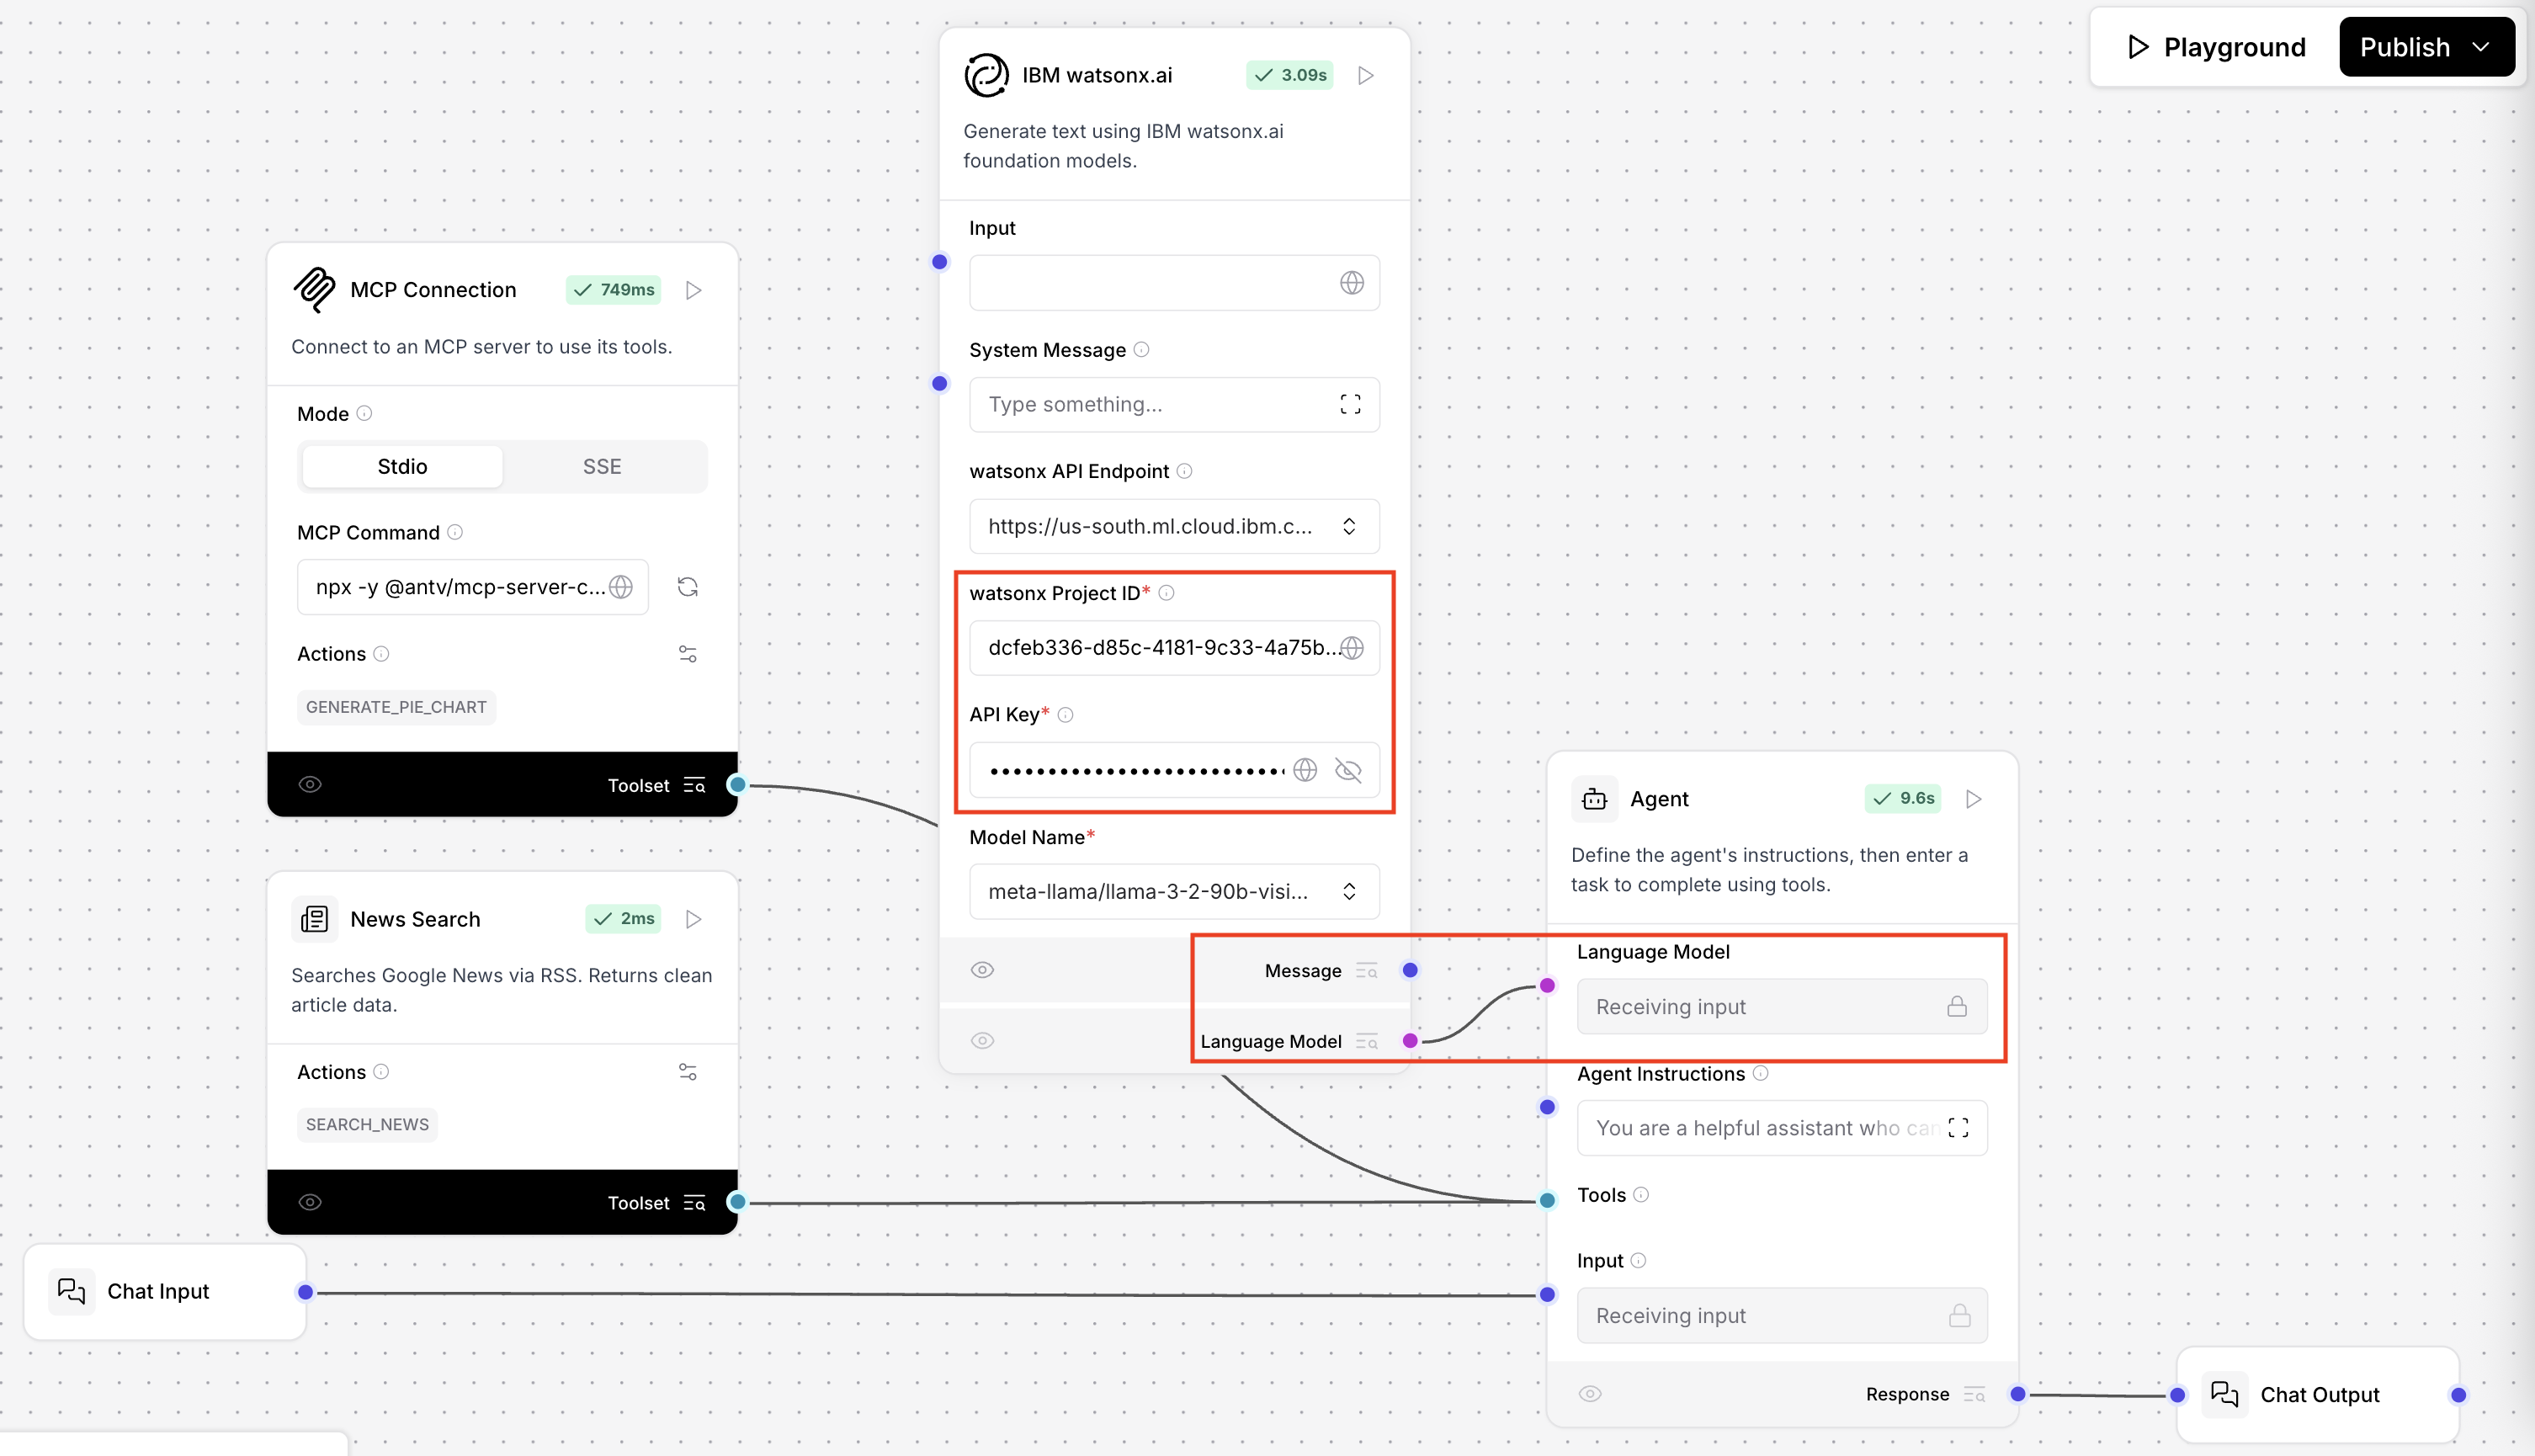 Playground
Publish
IBM watsonx.ai
3.09s
Generate text using IBM watsonx.ai
foundation models.
Input
System Message
Type something...
watsonx API Endpoint
https://us-south.ml.cloud.ibm.c...
watsonx Project ID*
dcfeb336-d85c-4181-9c33-4a75b...
API Key*
••••••••••••••••••••••••••
Model Name*
meta-llama/llama-3-2-90b-visi...
Message
Language Model
MCP Connection
749ms
Connect to an MCP server to use its tools.
Mode
Stdio
SSE
MCP Command
npx -y @antv/mcp-server-c...
Actions
GENERATE_PIE_CHART
Toolset
News Search
2ms
Searches Google News via RSS. Returns clean
article data.
Actions
SEARCH_NEWS
Toolset
Chat Input
Agent
9.6s
Define the agent's instructions, then enter a
task to complete using tools.
Language Model
Receiving input
Agent Instructions
You are a helpful assistant who can
Tools
Input
Receiving input
Response
Chat Output